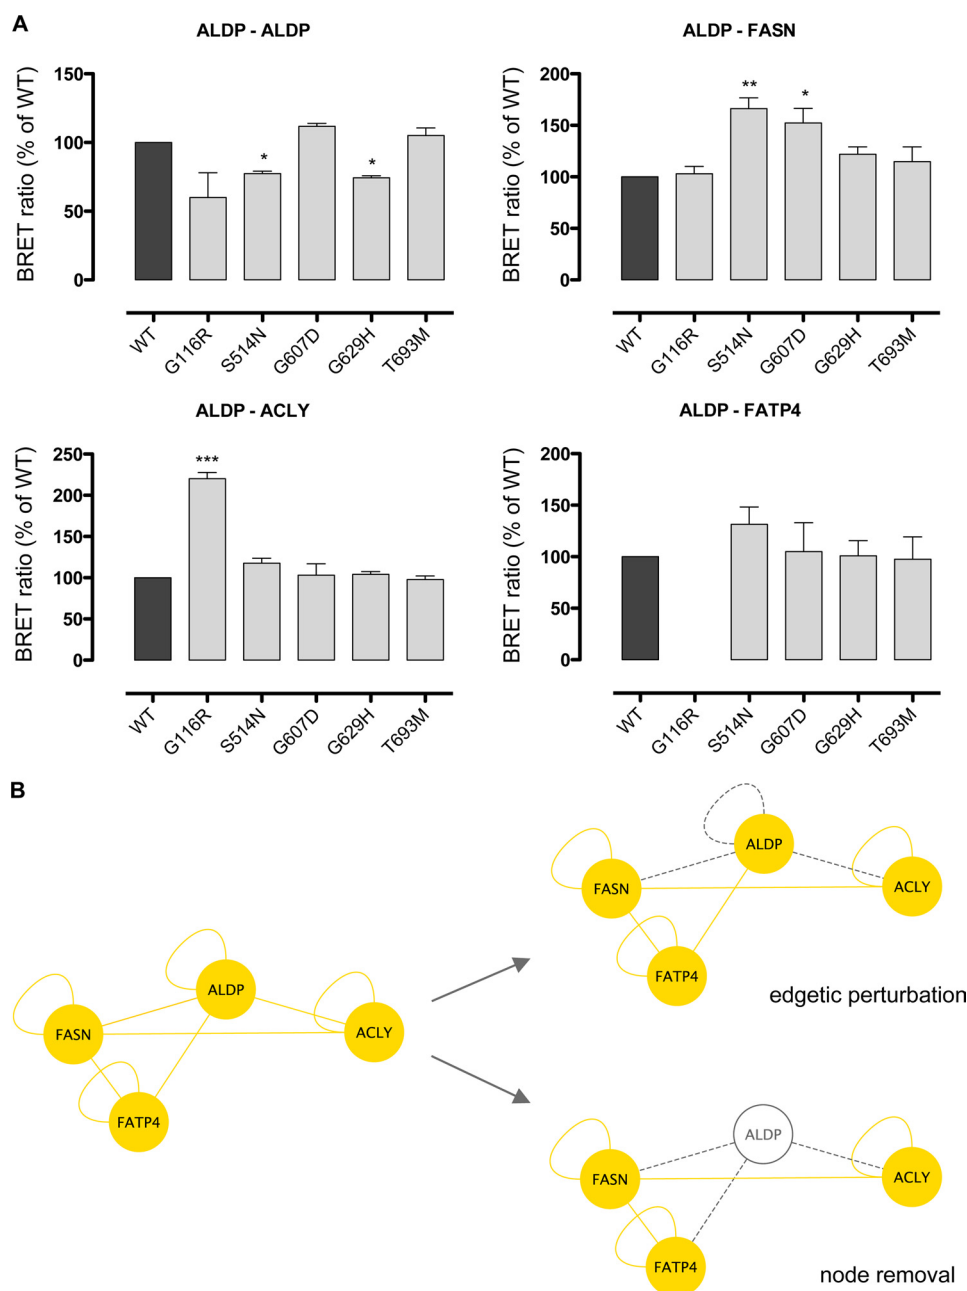 A
ALDP - ALDP
BRET ratio (% of WT)
150
100
50
0
*
*
WT
G116R
S514N
G607D
G629H
T693M
ALDP - FASN
BRET ratio (% of WT)
200
150
100
50
0
**
*
WT
G116R
S514N
G607D
G629H
T693M
ALDP - ACLY
BRET ratio (% of WT)
250
200
150
100
50
0
***
WT
G116R
S514N
G607D
G629H
T693M
ALDP - FATP4
BRET ratio (% of WT)
200
150
100
50
0
WT
G116R
S514N
G607D
G629H
T693M
B
ALDP
FASN
ACLY
FATP4
ALDP
FASN
ACLY
FATP4
edgetic perturbation
ALDP
FASN
ACLY
FATP4
node removal